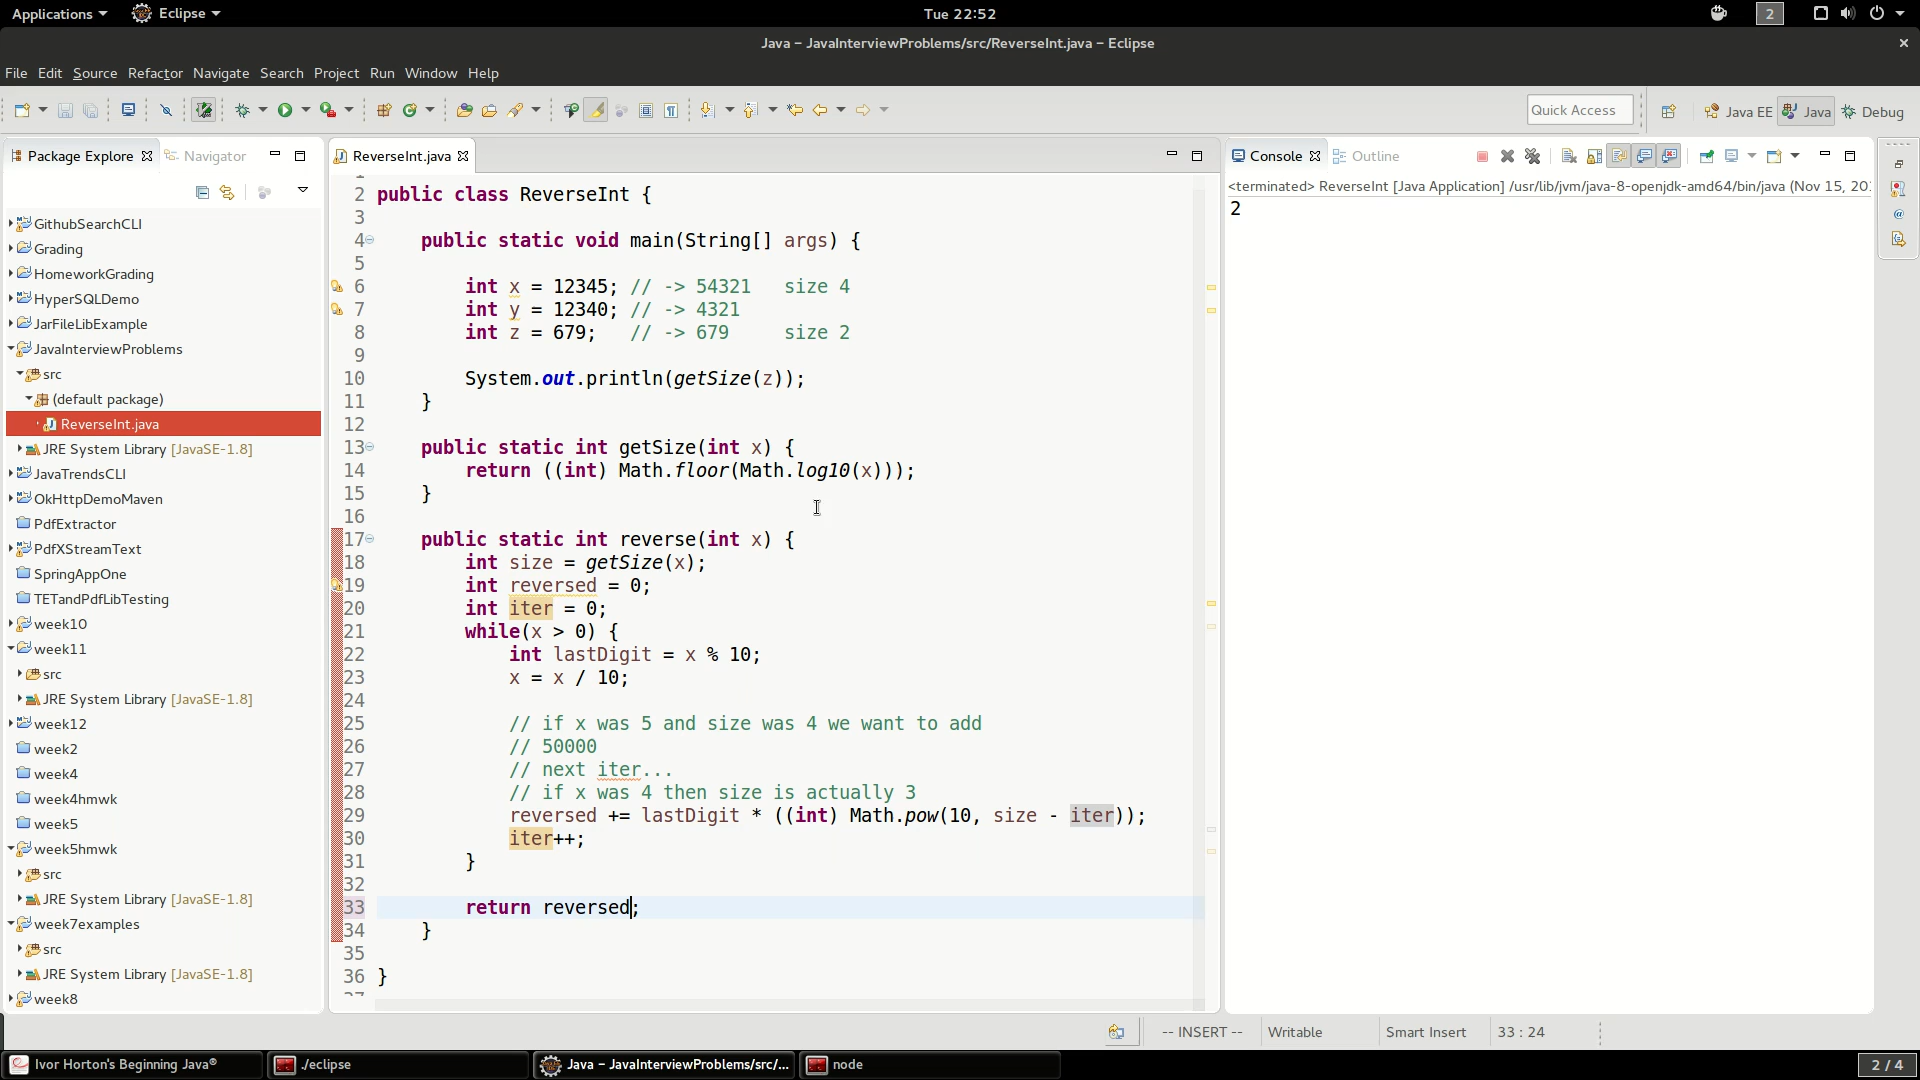 Applications Eclipse Tue 22:52 2
Java – JavaInterviewProblems/src/ReverseInt.java – Eclipse
File Edit Source Refactor Navigate Search Project Run Window Help
Quick Access Java EE Java Debug
Package Explore Navigator
GithubSearchCLI
Grading
HomeworkGrading
HyperSQLDemo
JarFileLibExample
JavaInterviewProblems
src
(default package)
ReverseInt.java
JRE System Library [JavaSE-1.8]
JavaTrendsCLI
OkHttpDemoMaven
PdfExtractor
PdfXStreamText
SpringAppOne
TETandPdfLibTesting
week10
week11
src
JRE System Library [JavaSE-1.8]
week12
week2
week4
week4hmwk
week5
week5hmwk
src
JRE System Library [JavaSE-1.8]
week7examples
src
JRE System Library [JavaSE-1.8]
week8
ReverseInt.java
2 public class ReverseInt {
3
4 public static void main(String[] args) {
5
6 int x = 12345; // -> 54321 size 4
7 int y = 12340; // -> 4321
8 int z = 679; // -> 679 size 2
9
10 System.out.println(getSize(z));
11 }
12
13 public static int getSize(int x) {
14 return ((int) Math.floor(Math.log10(x)));
15 }
16
17 public static int reverse(int x) {
18 int size = getSize(x);
19 int reversed = 0;
20 int iter = 0;
21 while(x > 0) {
22 int lastDigit = x % 10;
23 x = x / 10;
24
25 // if x was 5 and size was 4 we want to add
26 // 50000
27 // next iter...
28 // if x was 4 then size is actually 3
29 reversed += lastDigit * ((int) Math.pow(10, size - iter));
30 iter++;
31 }
32
33 return reversed;
34 }
35
36 }
Console Outline
<terminated> ReverseInt [Java Application] /usr/lib/jvm/java-8-openjdk-amd64/bin/java (Nov 15, 20
2
-- INSERT -- Writable Smart Insert 33 : 24
Ivor Horton's Beginning Java® ./eclipse Java – JavaInterviewProblems/src/... node 2 / 4